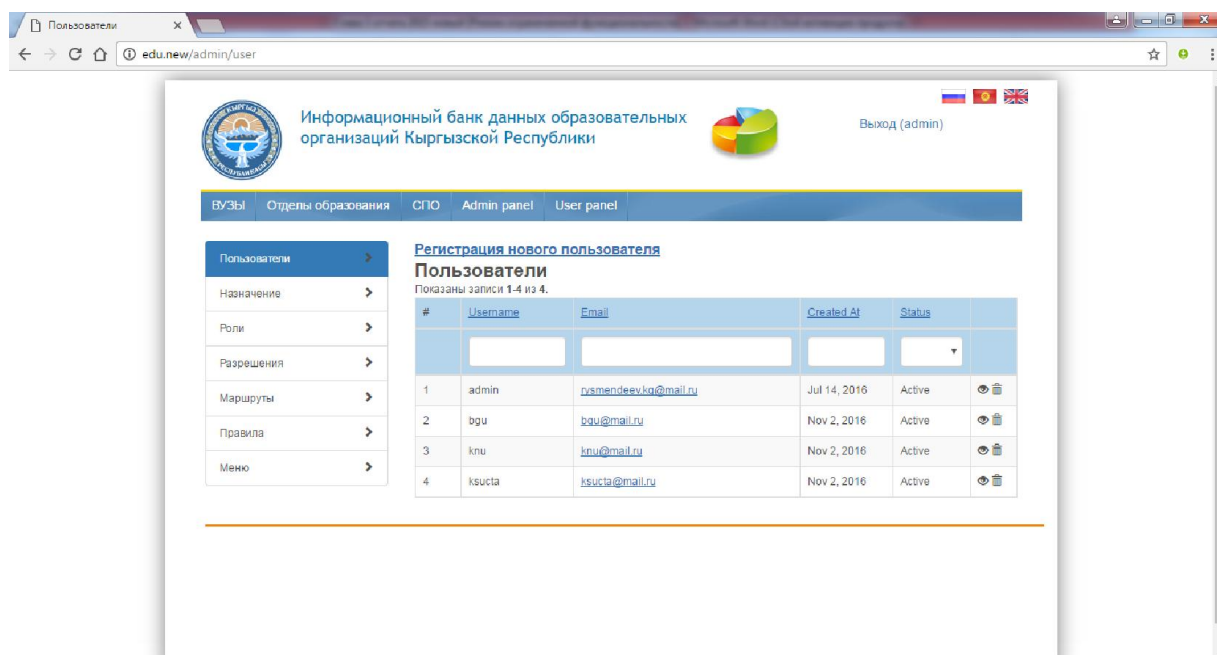 Пользователи
edu.new/admin/user
Информационный банк данных образовательных
организаций Кыргызской Республики
Выход (admin)
ВУЗЫ Отделы образования СПО Admin panel User panel
Пользователи
Назначение
Роли
Разрешения
Маршруты
Правила
Меню
Регистрация нового пользователя
Пользователи
Показаны записи 1-4 из 4.
# Username Email Created At Status
1 admin rysmendeev.kg@mail.ru Jul 14, 2016 Active
2 bgu bgu@mail.ru Nov 2, 2016 Active
3 knu knu@mail.ru Nov 2, 2016 Active
4 ksucta ksucta@mail.ru Nov 2, 2016 Active